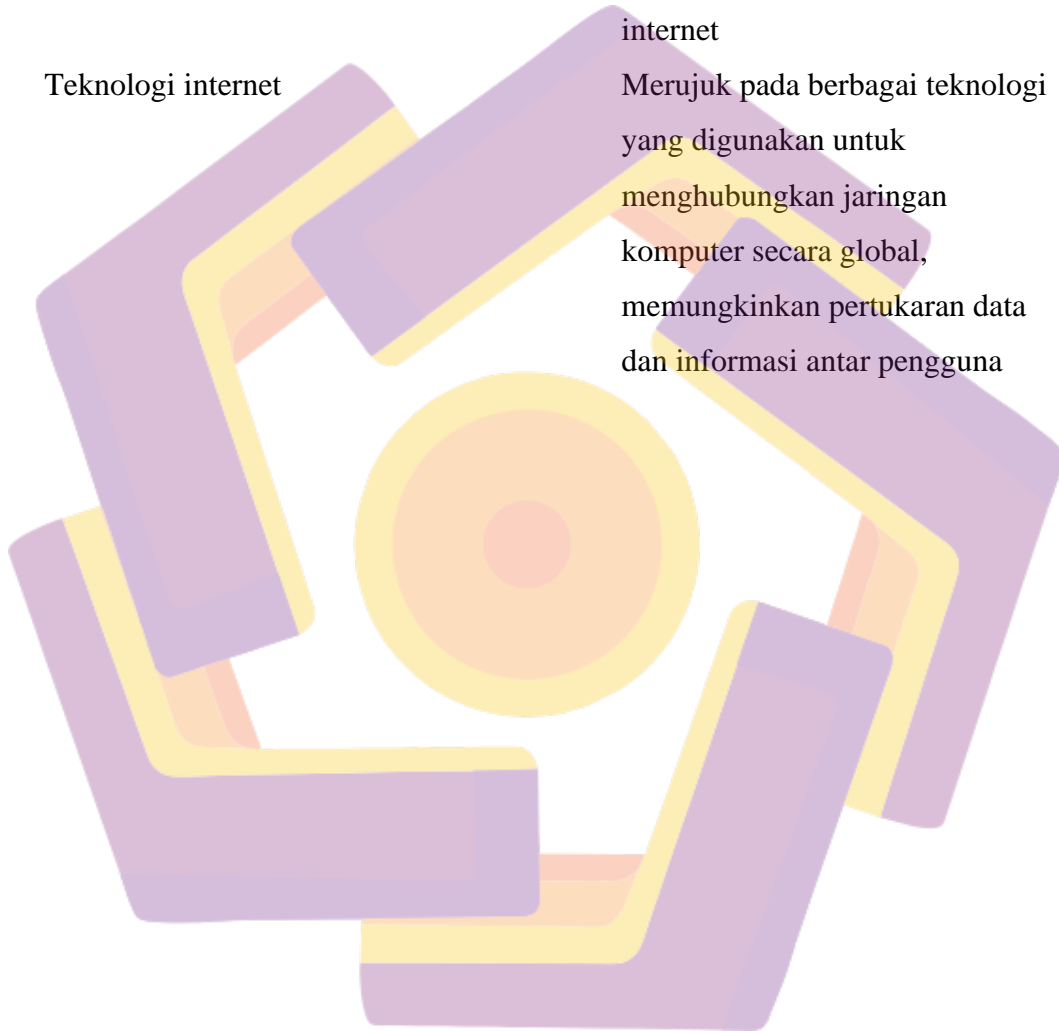 internet
Teknologi internet
Merujuk pada berbagai teknologi
yang digunakan untuk
menghubungkan jaringan
komputer secara global,
memungkinkan pertukaran data
dan informasi antar pengguna